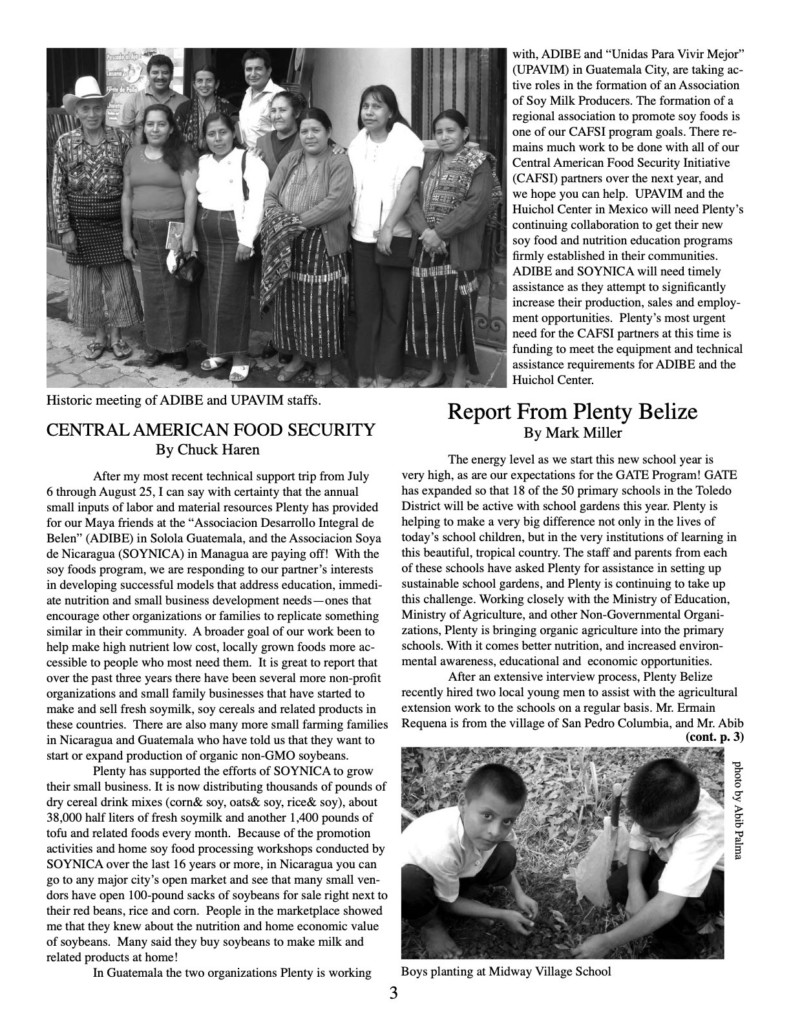 Historic meeting of ADIBE and UPAVIM staffs.
CENTRAL AMERICAN FOOD SECURITY
By Chuck Haren
After my most recent technical support trip from July
6 through August 25, I can say with certainty that the annual
small inputs of labor and material resources Plenty has provided
for our Maya friends at the “Associacion Desarrollo Integral de
Belen” (ADIBE) in Solola Guatemala, and the Associacion Soya
de Nicaragua (SOYNICA) in Managua are paying off!  With the
soy foods program, we are responding to our partner’s interests
in developing successful models that address education, immedi-
ate nutrition and small business development needs—ones that
encourage other organizations or families to replicate something
similar in their community.  A broader goal of our work been to
help make high nutrient low cost, locally grown foods more ac-
cessible to people who most need them.  It is great to report that
over the past three years there have been several more non-profit
organizations and small family businesses that have started to
make and sell fresh soymilk, soy cereals and related products in
these countries.  There are also many more small farming families
in Nicaragua and Guatemala who have told us that they want to
start or expand production of organic non-GMO soybeans.
Plenty has supported the efforts of SOYNICA to grow
their small business. It is now distributing thousands of pounds of
dry cereal drink mixes (corn& soy, oats& soy, rice& soy), about
38,000 half liters of fresh soymilk and another 1,400 pounds of
tofu and related foods every month.  Because of the promotion
activities and home soy food processing workshops conducted by
SOYNICA over the last 16 years or more, in Nicaragua you can
go to any major city’s open market and see that many small ven-
dors have open 100-pound sacks of soybeans for sale right next to
their red beans, rice and corn.  People in the marketplace showed
me that they knew about the nutrition and home economic value
of soybeans.  Many said they buy soybeans to make milk and
related products at home!
In Guatemala the two organizations Plenty is working
with, ADIBE and “Unidas Para Vivir Mejor”
(UPAVIM) in Guatemala City, are taking ac-
tive roles in the formation of an Association
of Soy Milk Producers. The formation of a
regional association to promote soy foods is
one of our CAFSI program goals. There re-
mains much work to be done with all of our
Central American Food Security Initiative
(CAFSI) partners over the next year, and
we hope you can help.  UPAVIM and the
Huichol Center in Mexico will need Plenty’s
continuing collaboration to get their new
soy food and nutrition education programs
firmly established in their communities.
ADIBE and SOYNICA will need timely
assistance as they attempt to significantly
increase their production, sales and employ-
ment opportunities.  Plenty’s most urgent
need for the CAFSI partners at this time is
funding to meet the equipment and technical
assistance requirements for ADIBE and the
Huichol Center.
Report From Plenty Belize
By Mark Miller
The energy level as we start this new school year is
very high, as are our expectations for the GATE Program! GATE
has expanded so that 18 of the 50 primary schools in the Toledo
District will be active with school gardens this year. Plenty is
helping to make a very big difference not only in the lives of
today’s school children, but in the very institutions of learning in
this beautiful, tropical country. The staff and parents from each
of these schools have asked Plenty for assistance in setting up
sustainable school gardens, and Plenty is continuing to take up
this challenge. Working closely with the Ministry of Education,
Ministry of Agriculture, and other Non-Governmental Organi-
zations, Plenty is bringing organic agriculture into the primary
schools. With it comes better nutrition, and increased environ-
mental awareness, educational and  economic opportunities.
After an extensive interview process, Plenty Belize
recently hired two local young men to assist with the agricultural
extension work to the schools on a regular basis. Mr. Ermain
Requena is from the village of San Pedro Columbia, and Mr. Abib
(cont. p. 3)
photo by Abib Palma
Boys planting at Midway Village School
3